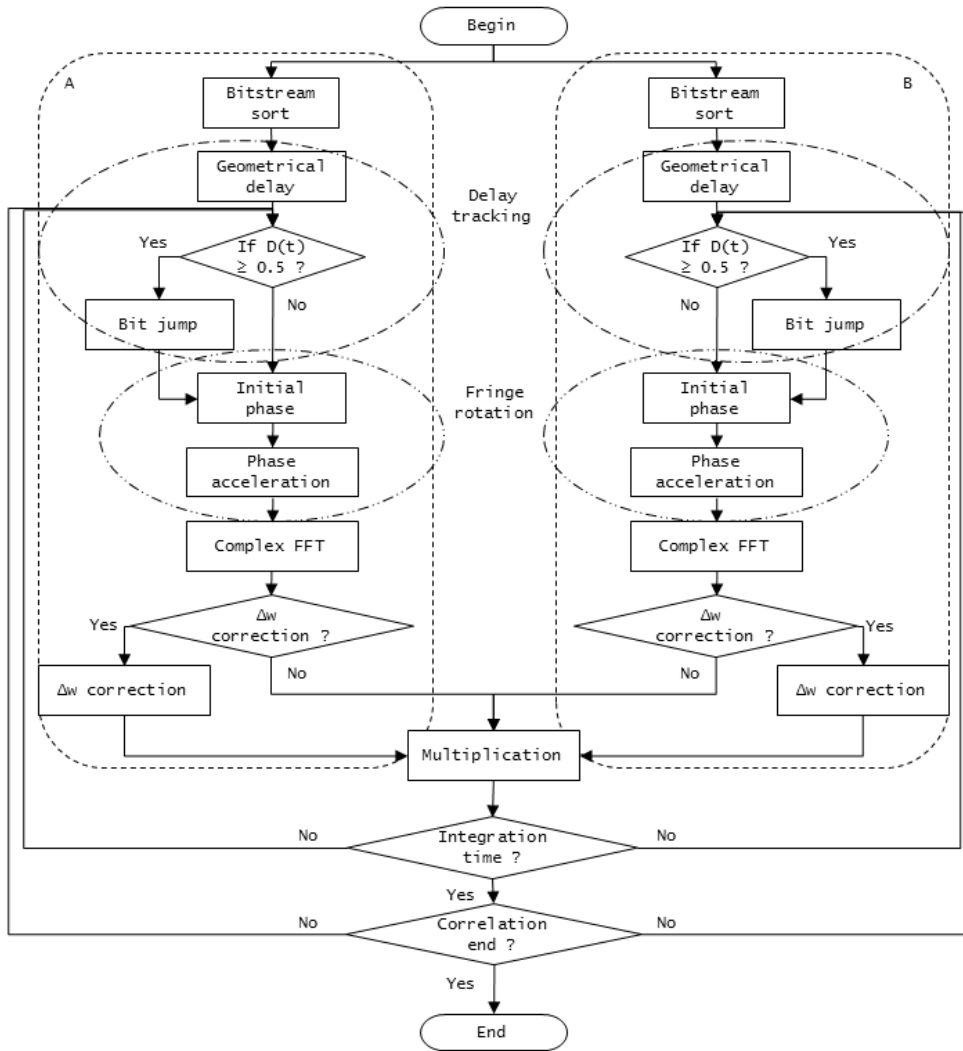 Begin
A
B
Bitstream
sort
Bitstream
sort
Geometrical
delay
Geometrical
delay
Delay
tracking
Yes
If D(t)
≥ 0.5 ?
If D(t)
≥ 0.5 ?
Yes
Bit jump
No
No
Bit jump
Initial
phase
Fringe
rotation
Initial
phase
Phase
acceleration
Phase
acceleration
Complex FFT
Complex FFT
Yes
Δw
correction ?
Δw
correction ?
Yes
Δw correction
No
No
Δw correction
Multiplication
No
Integration
time ?
No
Yes
No
Correlation
end ?
No
Yes
End